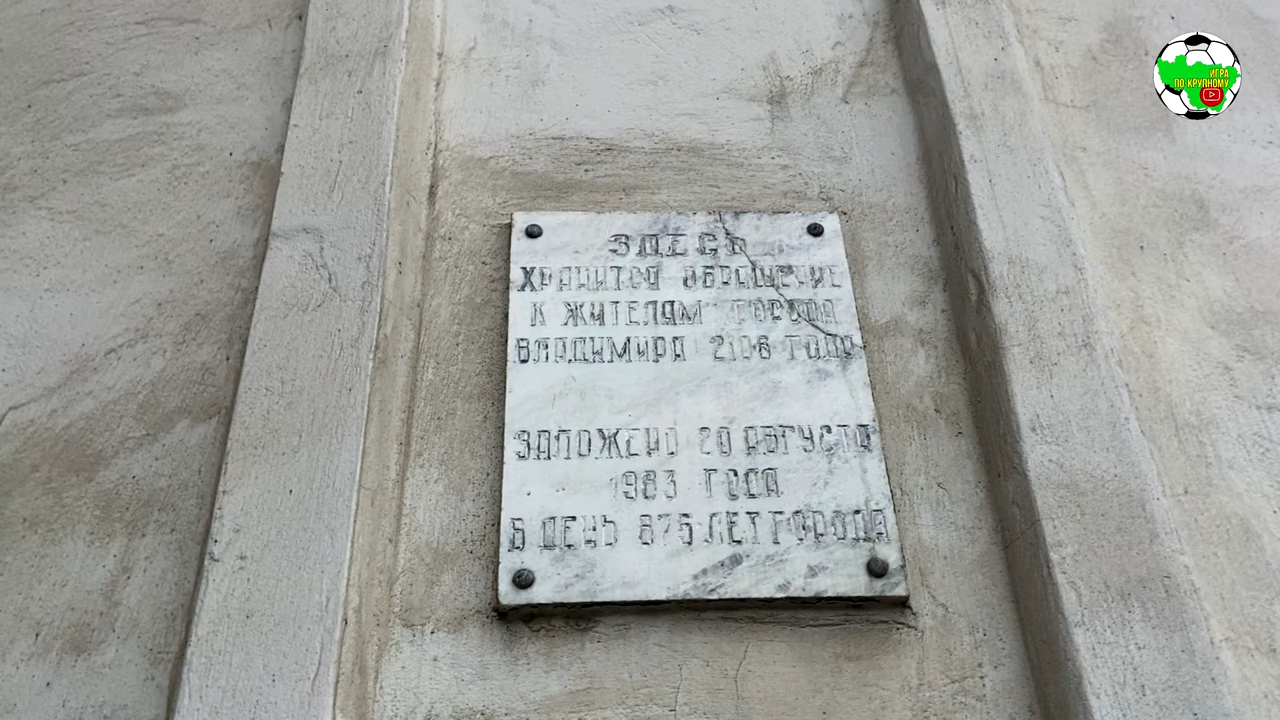 ЗДЕСЬ
ХРАНИТСЯ ОБРАЩЕНИЕ
К ЖИТЕЛЯМ ГОРОДА
ВЛАДИМИРА 2108 ГОДА
ЗАЛОЖЕНО 20 АВГУСТА
1983 ГОДА
В ДЕНЬ 875 ЛЕТ ГОРОДА
ИГРА
ПО КРУПНОМУ